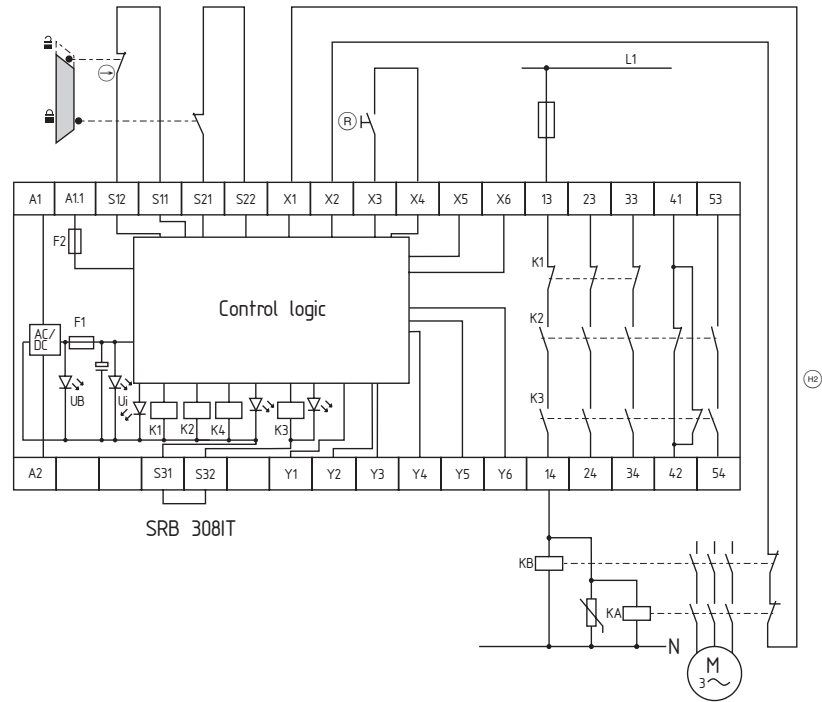 L1
R
A1 A1.1 S12 S11 S21 S22 X1 X2 X3 X4 X5 X6 13 23 33 41 53
F2
K1
Control logic
K2
F1
AC/
DC
UB Ui
K3
K1 K2 K4 K3
H2
A2 S31 S32 Y1 Y2 Y3 Y4 Y5 Y6 14 24 34 42 54
SRB 308IT
KB
KA
N
M
3